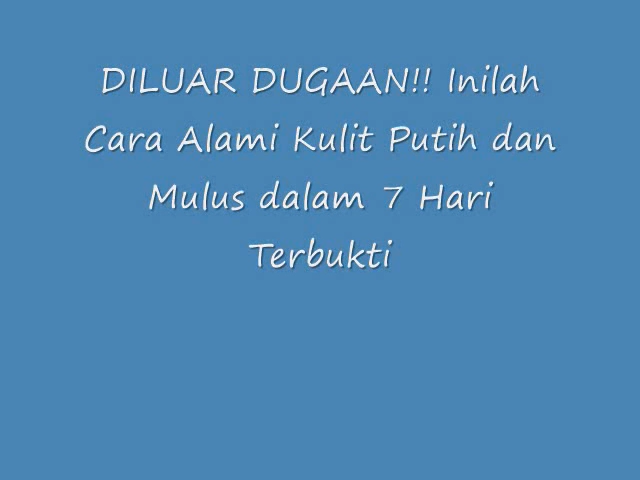 DILUAR DUGAAN!! Inilah
Cara Alami Kulit Putih dan
Mulus dalam 7 Hari
Terbukti